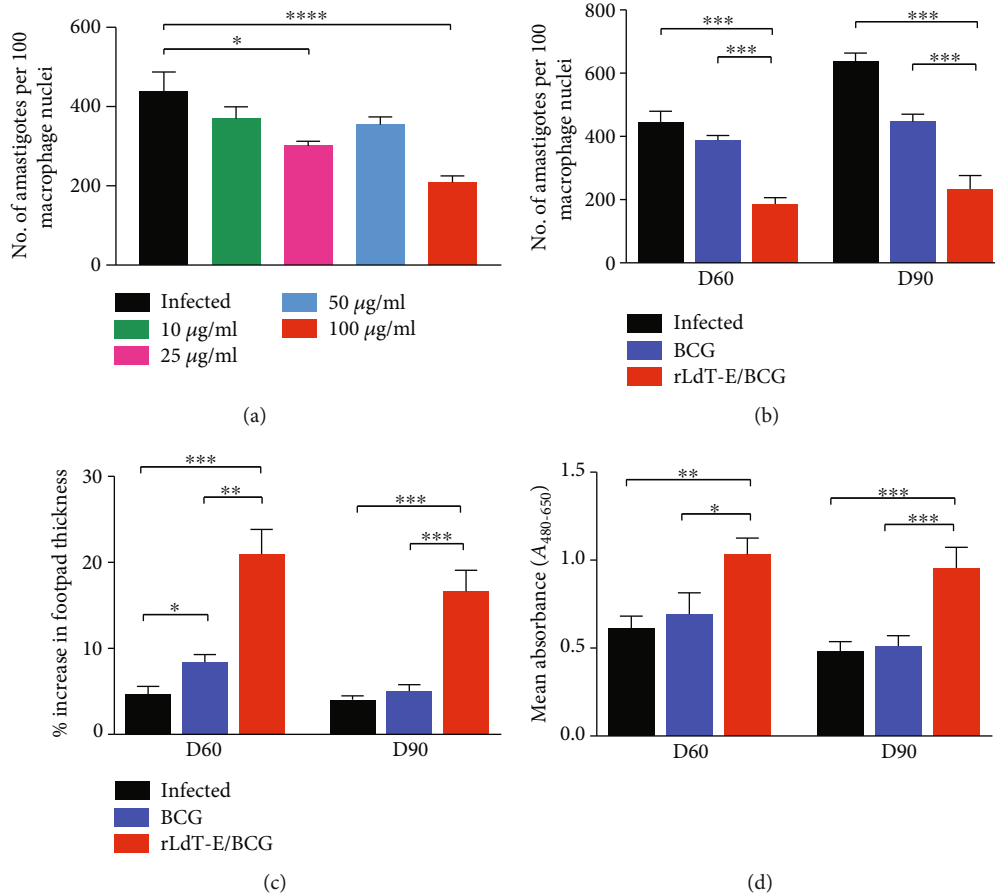 No. of amastigotes per 100
macrophage nuclei
600
400
200
0
****
*
Infected
10 μg/ml
25 μg/ml
50 μg/ml
100 μg/ml
(a)
No. of amastigotes per 100
macrophage nuclei
800
600
400
200
0
***
***
***
***
D60
D90
Infected
BCG
rLdT-E/BCG
(b)
% increase in footpad thickness
30
20
10
0
***
**
*
***
***
D60
D90
Infected
BCG
rLdT-E/BCG
(c)
Mean absorbance (A480-650)
1.5
1.0
0.5
0.0
**
*
***
***
D60
D90
(d)